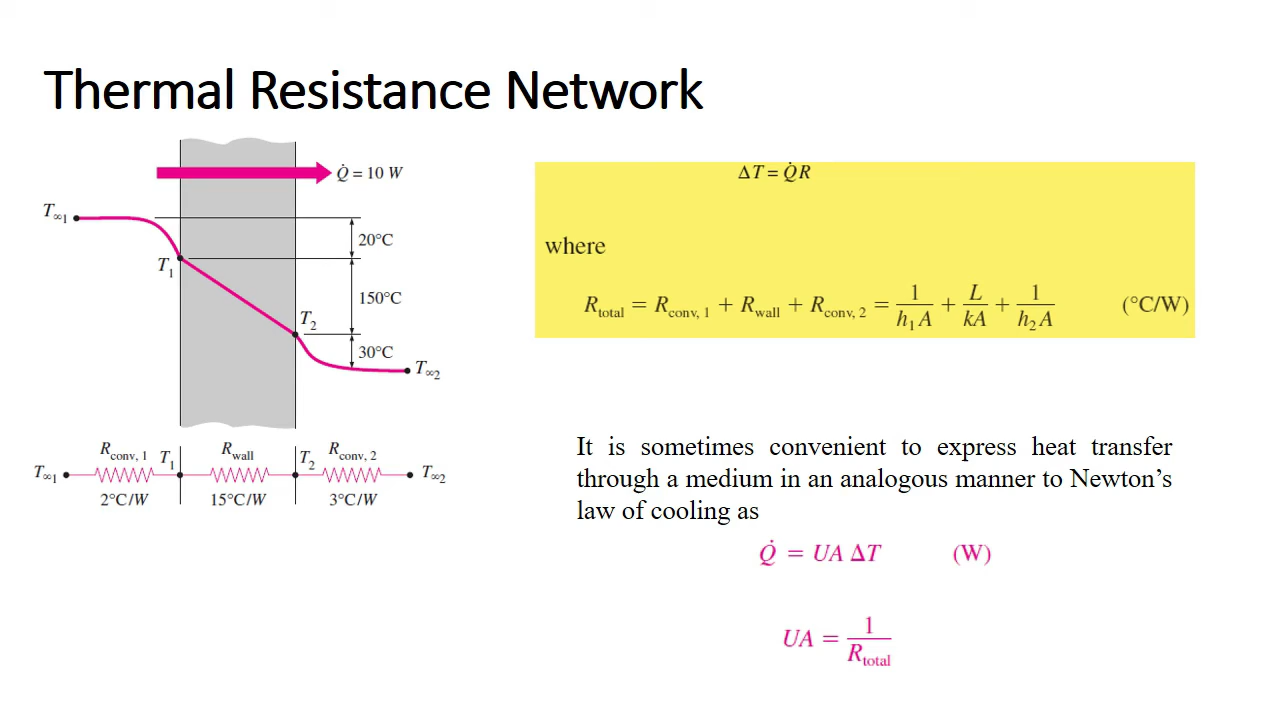 Thermal Resistance Network
Q̇ = 10 W
T∞1
20°C
T1
150°C
T2
30°C
T∞2
Rconv, 1 T1 Rwall T2 Rconv, 2
T∞1 T∞2
2°C/W 15°C/W 3°C/W
ΔT = Q̇R
where
Rtotal = Rconv, 1 + Rwall + Rconv, 2 = 1/h1A + L/kA + 1/h2A (°C/W)
It is sometimes convenient to express heat transfer
through a medium in an analogous manner to Newton’s
law of cooling as
Q̇ = UA ΔT (W)
UA = 1/Rtotal